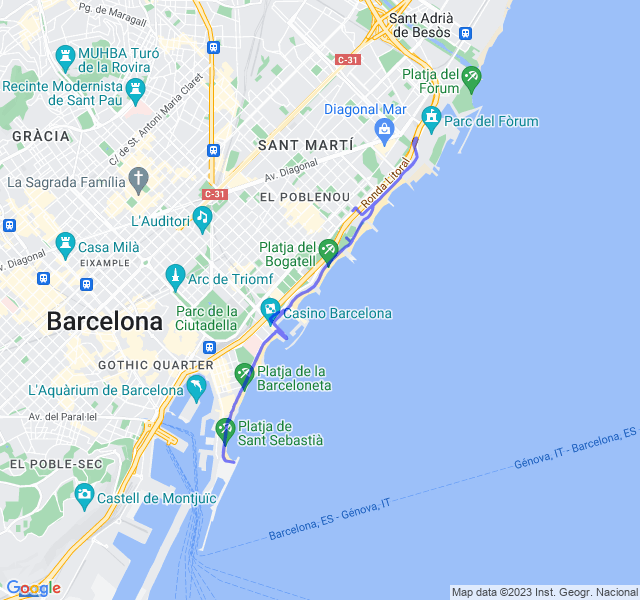 Pg. de Maragall
Sant Adrià
de Besòs
MUHBA Turó
de la Rovira
C-31
Recinte Modernista
de Sant Pau
Platja del
Fòrum
C/ de St. Antoni Maria Claret
Diagonal Mar
Parc del Fòrum
GRÀCIA
SANT MARTÍ
Av. Diagonal
Ronda Litoral
La Sagrada Família
C-31
EL POBLENOU
L'Auditori
Casa Milà
Av. Diagonal
EIXAMPLE
Platja del
Bogatell
Arc de Triomf
Parc de la
Ciutadella
Casino Barcelona
Barcelona
GOTHIC QUARTER
Platja de la
Barceloneta
L'Aquàrium de Barcelona
Av. del Paral·lel
Platja de
Sant Sebastià
EL POBLE-SEC
Génova, IT - Barcelona, ES
Castell de Montjuïc
Barcelona, ES - Génova, IT
Google
Map data ©2023 Inst. Geogr. Nacional